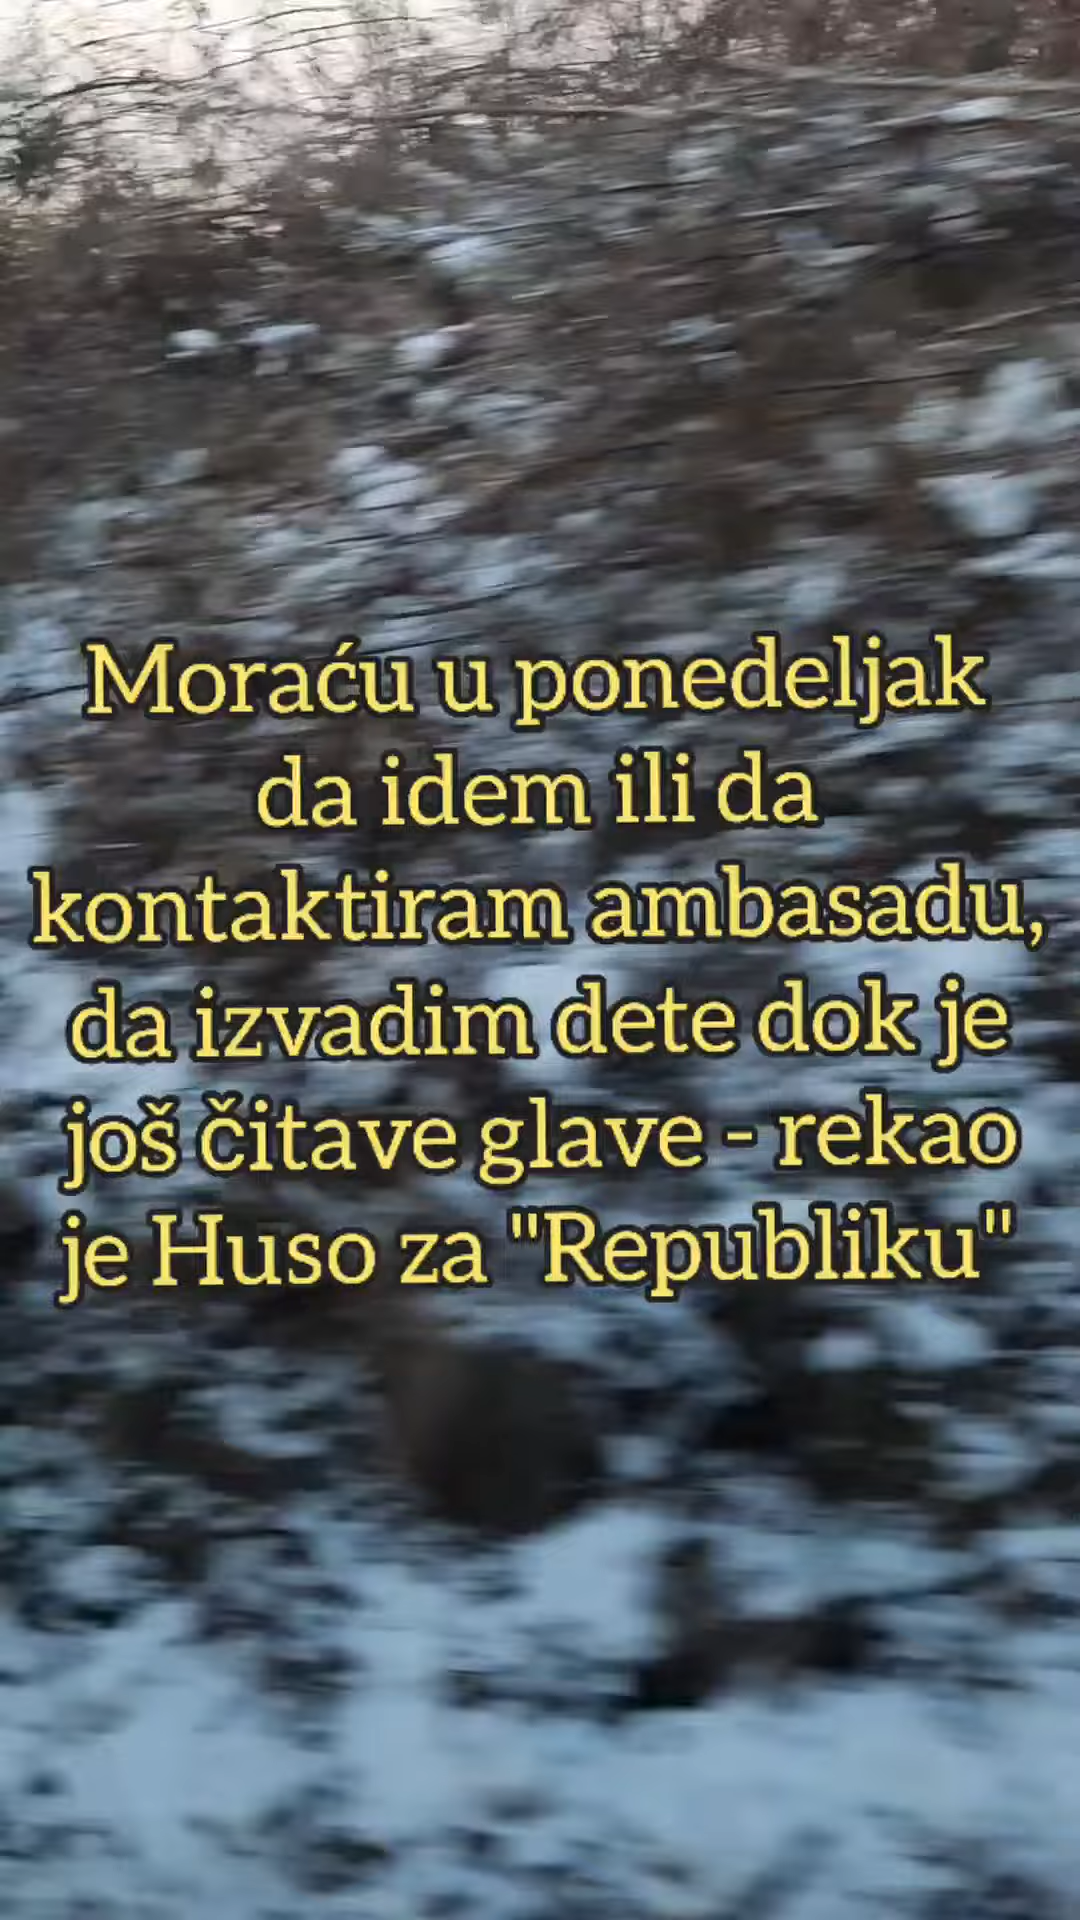 Moraću u ponedeljak
da idem ili da
kontaktiram ambasadu,
da izvadim dete dok je
još čitave glave - rekao
je Huso za "Republiku"